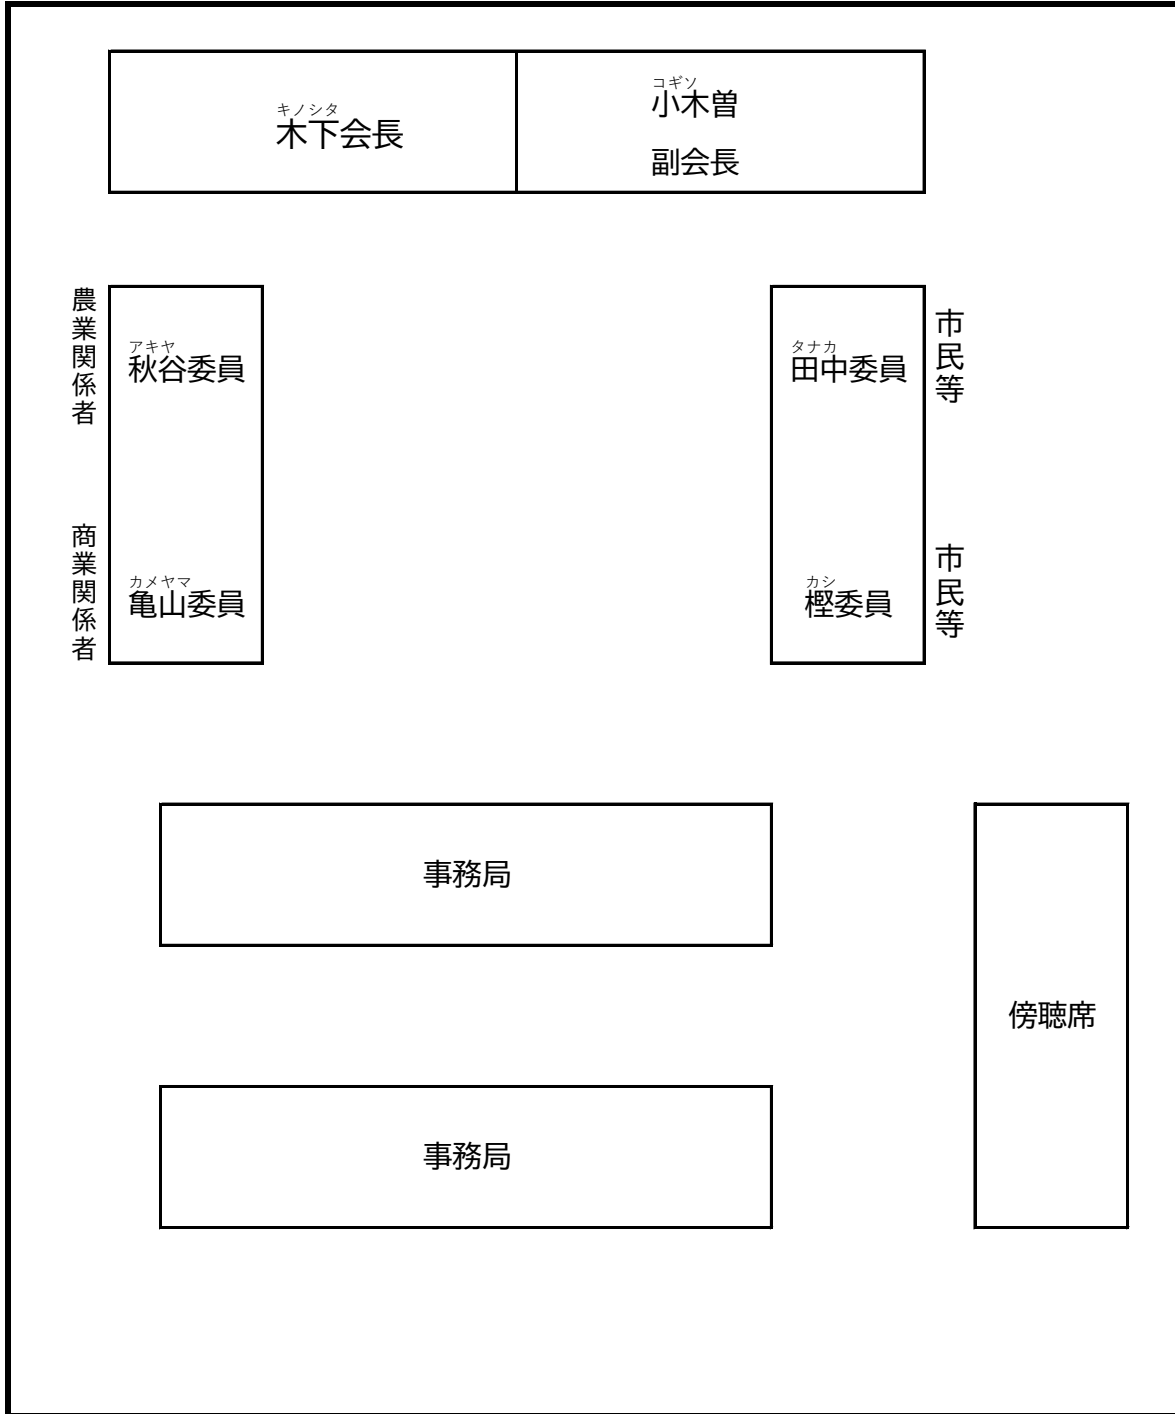 キノシタ
木下会長
コギソ
小木曽
副会長
農業関係者
アキヤ
秋谷委員
タナカ
田中委員
市民等
商業関係者
カメヤマ
亀山委員
カシ
樫委員
市民等
事務局
傍聴席
事務局